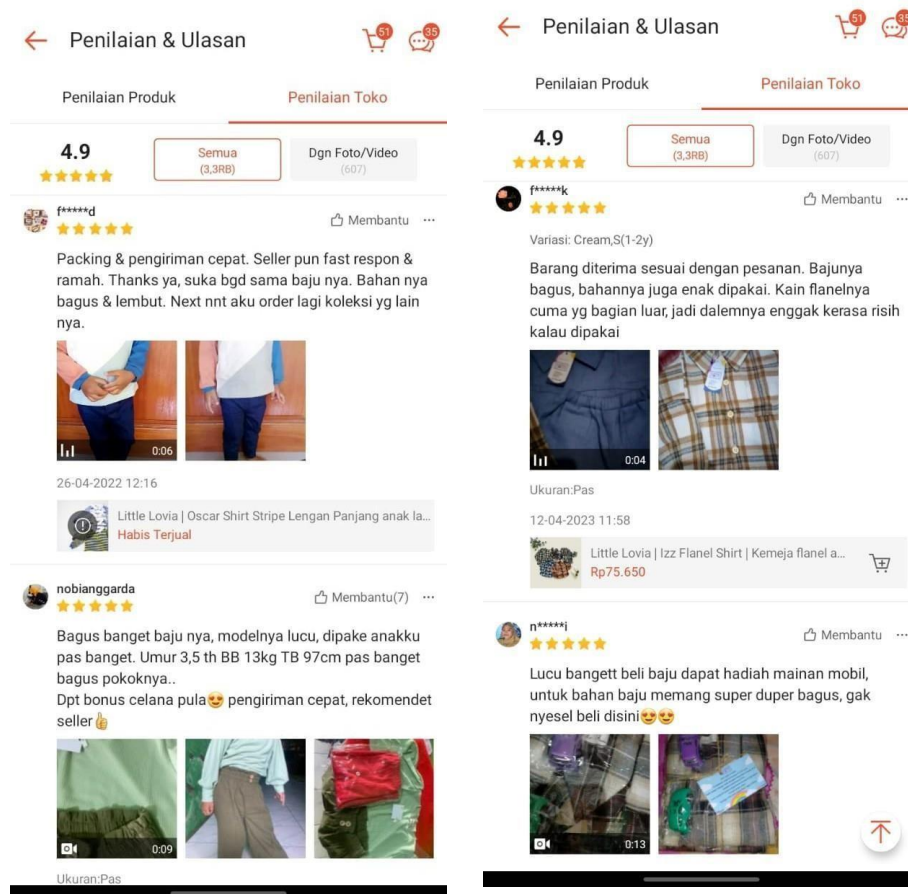 Penilaian & Ulasan
51
35
Penilaian Produk
Penilaian Toko
4.9
Semua
(3,3RB)
Dgn Foto/Video
(607)
f*****d
Membantu
Packing & pengiriman cepat. Seller pun fast respon &
ramah. Thanks ya, suka bgd sama baju nya. Bahan nya
bagus & lembut. Next nnt aku order lagi koleksi yg lain
nya.
0:06
26-04-2022 12:16
Little Lovia | Oscar Shirt Stripe Lengan Panjang anak la...
Habis Terjual
nobianggarda
Membantu(7)
Bagus banget baju nya, modelnya lucu, dipake anakku
pas banget. Umur 3,5 th BB 13kg TB 97cm pas banget
bagus pokoknya..
Dpt bonus celana pula😍 pengiriman cepat, rekomendet
seller👍
0:09
Ukuran:Pas
Penilaian & Ulasan
51
35
Penilaian Produk
Penilaian Toko
4.9
Semua
(3,3RB)
Dgn Foto/Video
(607)
f*****k
Membantu
Variasi: Cream,S(1-2y)
Barang diterima sesuai dengan pesanan. Bajunya
bagus, bahannya juga enak dipakai. Kain flanelnya
cuma yg bagian luar, jadi dalemnya enggak kerasa risih
kalau dipakai
0:04
Ukuran:Pas
12-04-2023 11:58
Little Lovia | Izz Flanel Shirt | Kemeja flanel a...
Rp75.650
n*****i
Membantu
Lucu bangett beli baju dapat hadiah mainan mobil,
untuk bahan baju memang super duper bagus, gak
nyesel beli disini😍😍
0:13